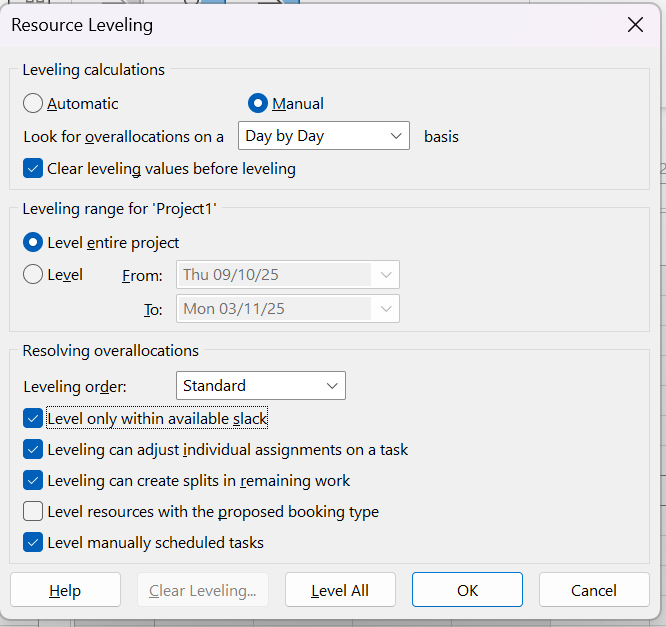 Resource Leveling
Leveling calculations
Automatic Manual
Look for overallocations on a Day by Day basis
Clear leveling values before leveling
Leveling range for 'Project1'
Level entire project
Level From: Thu 09/10/25
To: Mon 03/11/25
Resolving overallocations
Leveling order: Standard
Level only within available slack
Leveling can adjust individual assignments on a task
Leveling can create splits in remaining work
Level resources with the proposed booking type
Level manually scheduled tasks
Help Clear Leveling... Level All OK Cancel